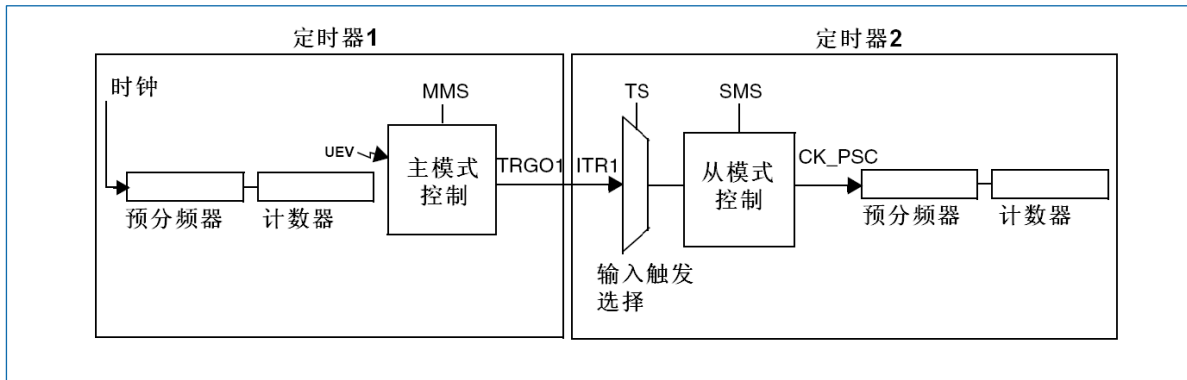 定时器1
定时器2
时钟
MMS
TS
SMS
UEV
主模式
控制
TRGO1
ITR1
从模式
控制
CK_PSC
预分频器
计数器
预分频器
计数器
输入触发
选择